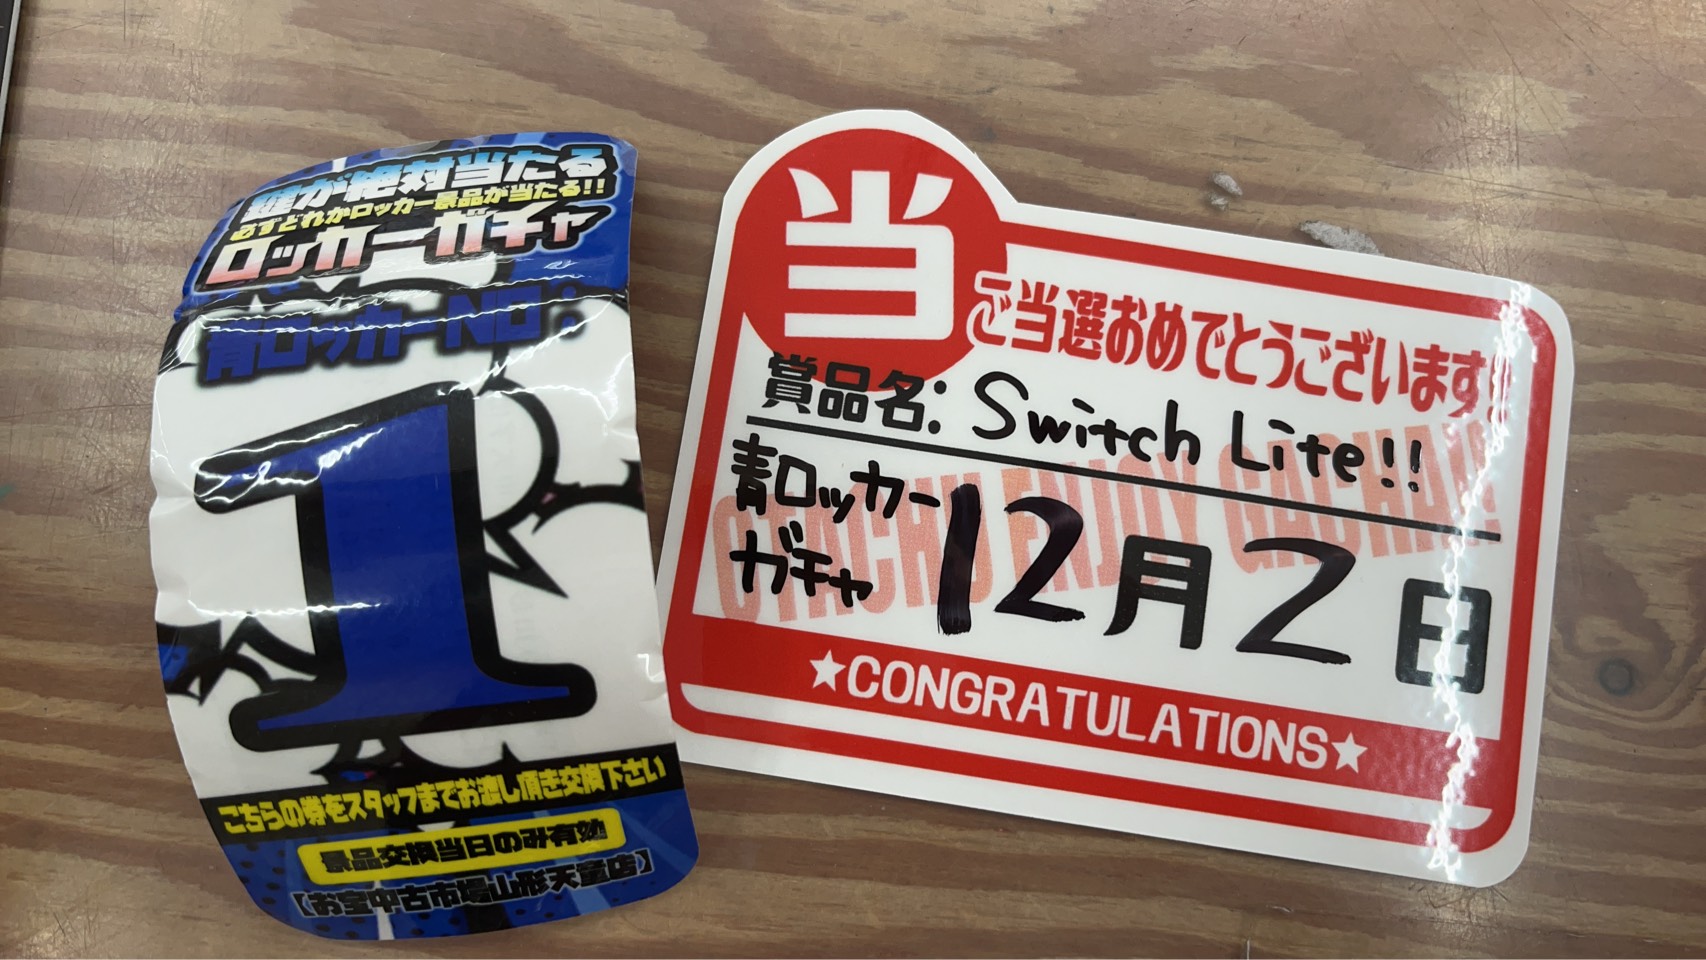 鍵が絶対当たる
必ずどれかロッカー景品が当たる!!
ロッカーガチャ
青ロッカーNO:
1
こちらの券をスタッフまでお渡し頂き交換下さい
景品交換当日のみ有効
【お宝中古市場山形天童店】
当
ご当選おめでとうございます!
賞品名: Switch Lite!!
青ロッカー
ガチャ
12月2日
OTACHU ENJOY GACHA!!
★CONGRATULATIONS★